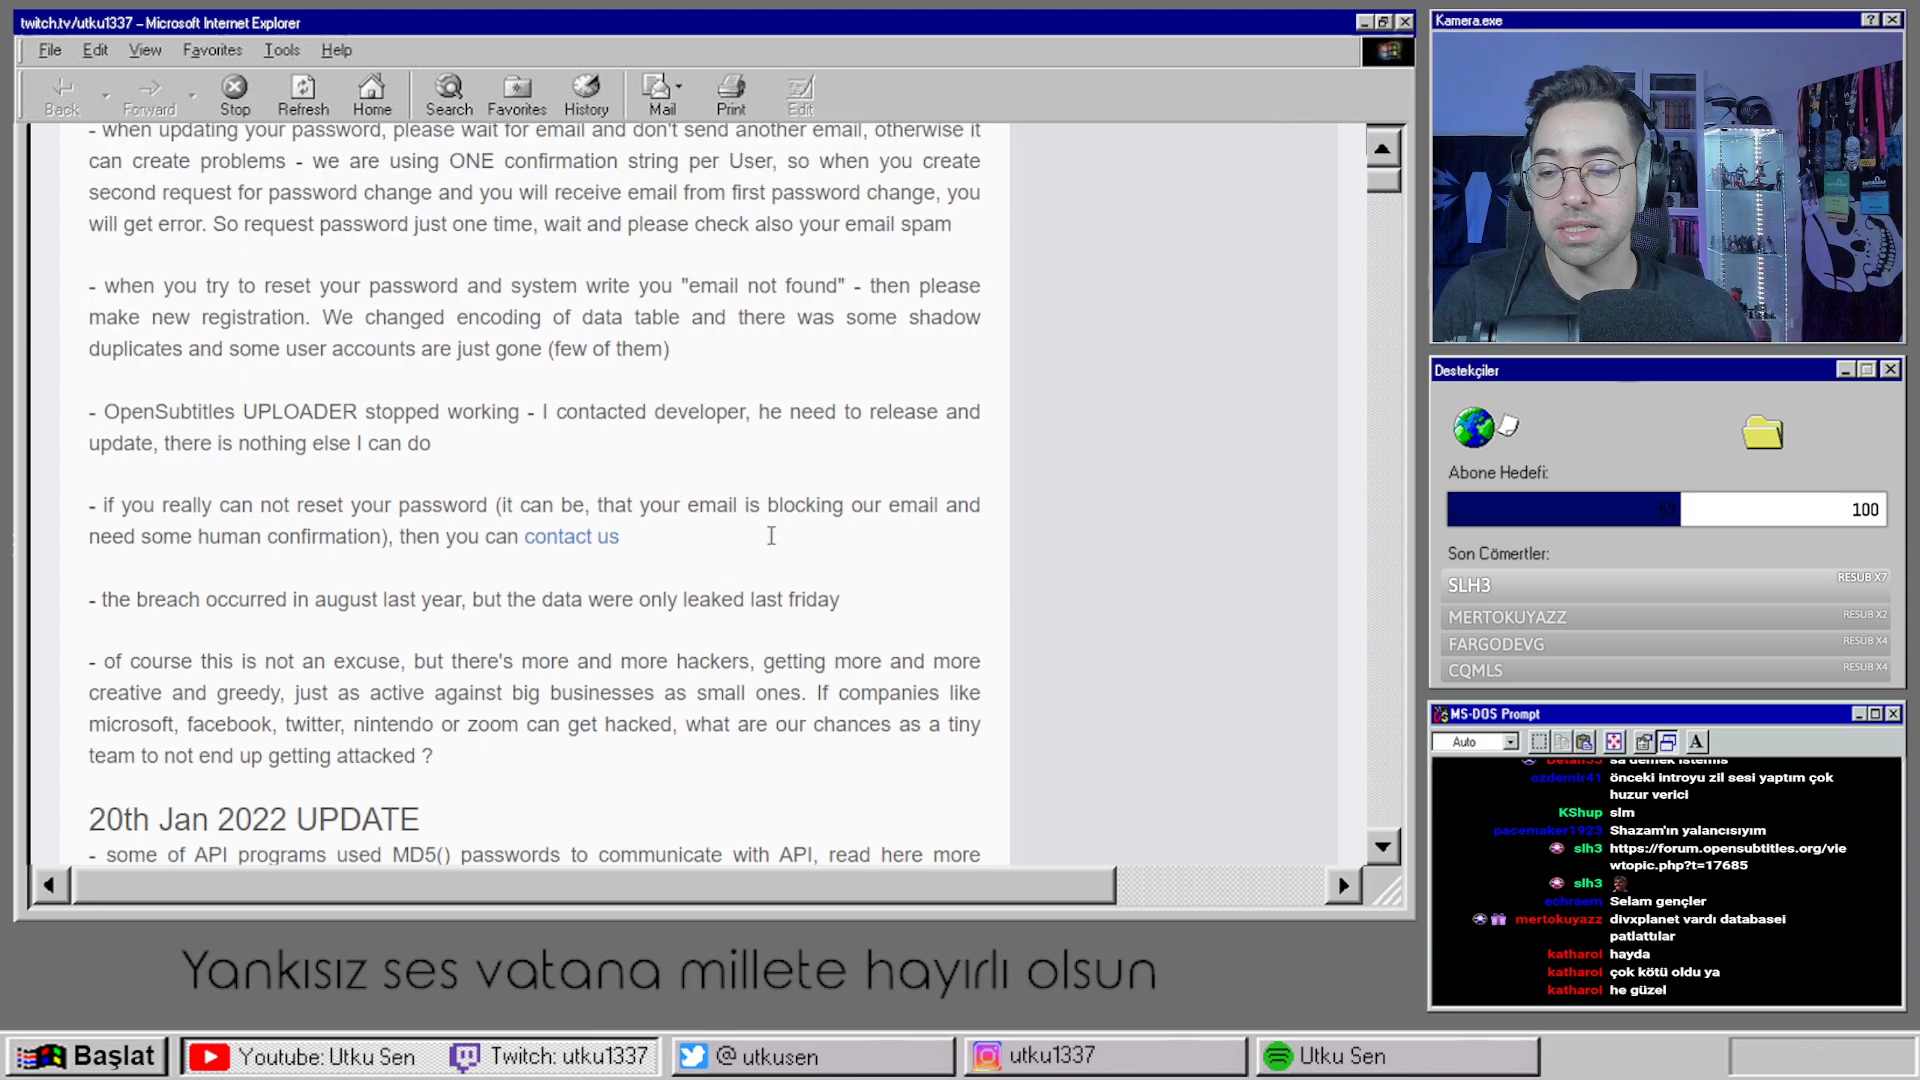 twitch.tv/utku1337 – Microsoft Internet Explorer
File Edit View Favorites Tools Help
Back Forward Stop Refresh Home Search Favorites History Mail Print Edit
- when updating your password, please wait for email and don't send another email, otherwise it
can create problems - we are using ONE confirmation string per User, so when you create
second request for password change and you will receive email from first password change, you
will get error. So request password just one time, wait and please check also your email spam
- when you try to reset your password and system write you "email not found" - then please
make new registration. We changed encoding of data table and there was some shadow
duplicates and some user accounts are just gone (few of them)
- OpenSubtitles UPLOADER stopped working - I contacted developer, he need to release and
update, there is nothing else I can do
- if you really can not reset your password (it can be, that your email is blocking our email and
need some human confirmation), then you can contact us
- the breach occurred in august last year, but the data were only leaked last friday
- of course this is not an excuse, but there's more and more hackers, getting more and more
creative and greedy, just as active against big businesses as small ones. If companies like
microsoft, facebook, twitter, nintendo or zoom can get hacked, what are our chances as a tiny
team to not end up getting attacked ?
20th Jan 2022 UPDATE
- some of API programs used MD5() passwords to communicate with API, read here more
Kamera.exe
Destekçiler
Abone Hedefi:
63 100
Son Cömertler:
SLH3 RESUB X7
MERTOKUYAZZ RESUB X2
FARGODEVG RESUB X4
CQMLS RESUB X4
MS-DOS Prompt
Auto A
sa demek istemis
ozdemir41 önceki introyu zil sesi yaptım çok
huzur verici
KShup slm
pacemaker1923 Shazam'ın yalancısıyım
slh3 https://forum.opensubtitles.org/vie
wtopic.php?t=17685
slh3
echraem Selam gençler
mertokuyazz divxplanet vardı databasei
patlattılar
katharoi hayda
katharoi çok kötü oldu ya
katharoi he güzel
Yankısız ses vatana millete hayırlı olsun
Başlat Youtube: Utku Sen Twitch: utku1337 @utkusen utku1337 Utku Sen